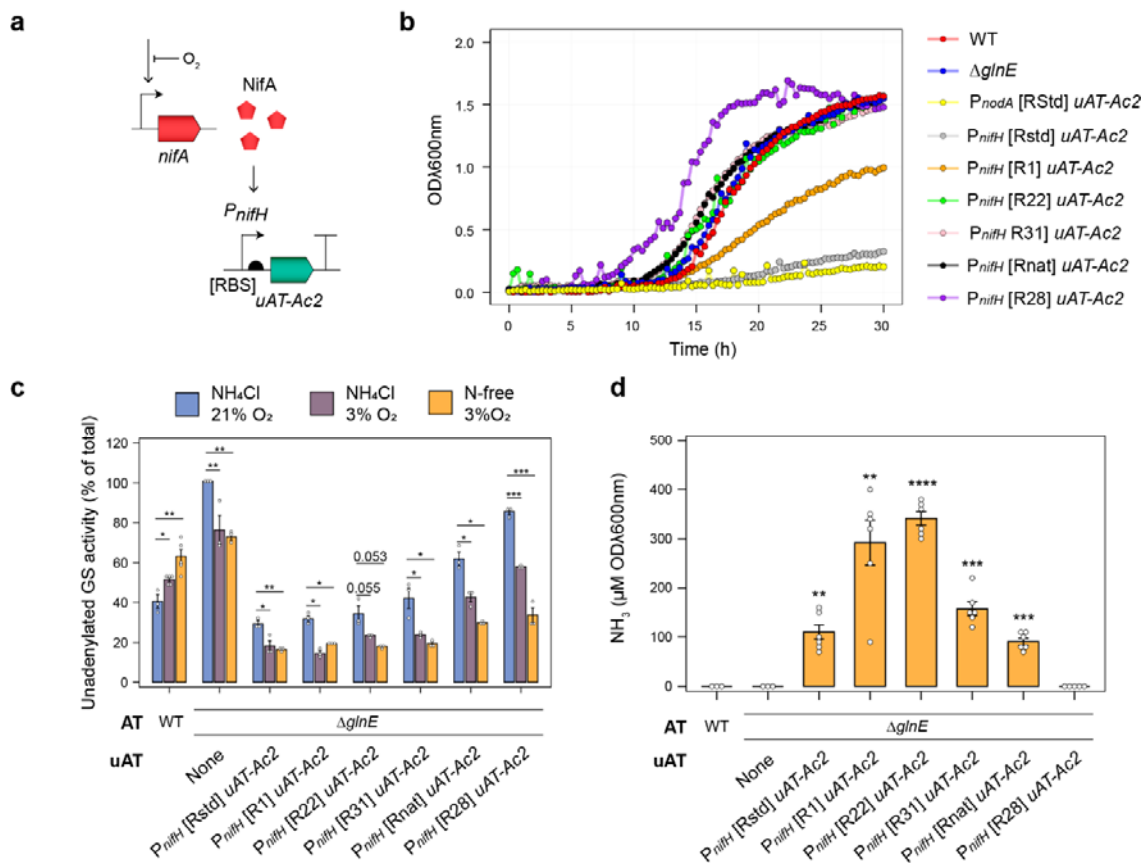 a
O₂
NifA
nifA
PnifH
[RBS]
uAT-Ac2
b
2.0
1.5
1.0
0.5
0.0
ODλ600nm
0
5
10
15
20
25
30
Time (h)
WT
ΔglnE
PnodA [RStd] uAT-Ac2
PnifH [Rstd] uAT-Ac2
PnifH [R1] uAT-Ac2
PnifH [R22] uAT-Ac2
PnifH R31] uAT-Ac2
PnifH [Rnat] uAT-Ac2
PnifH [R28] uAT-Ac2
c
NH₄Cl
21% O₂
NH₄Cl
3% O₂
N-free
3%O₂
Unadenylated GS activity (% of total)
120
100
80
60
40
20
0
*
**
**
**
*
**
*
*
0.055
0.053
*
*
*
*
***
***
AT
WT
ΔglnE
uAT
None
PnifH [Rstd] uAT-Ac2
PnifH [R1] uAT-Ac2
PnifH [R22] uAT-Ac2
PnifH [R31] uAT-Ac2
PnifH [Rnat] uAT-Ac2
PnifH [R28] uAT-Ac2
d
NH₃ (µM ODλ600nm)
500
400
300
200
100
0
**
**
****
***
***
AT
WT
ΔglnE
uAT
None
PnifH [Rstd] uAT-Ac2
PnifH [R1] uAT-Ac2
PnifH [R22] uAT-Ac2
PnifH [R31] uAT-Ac2
PnifH [Rnat] uAT-Ac2
PnifH [R28] uAT-Ac2